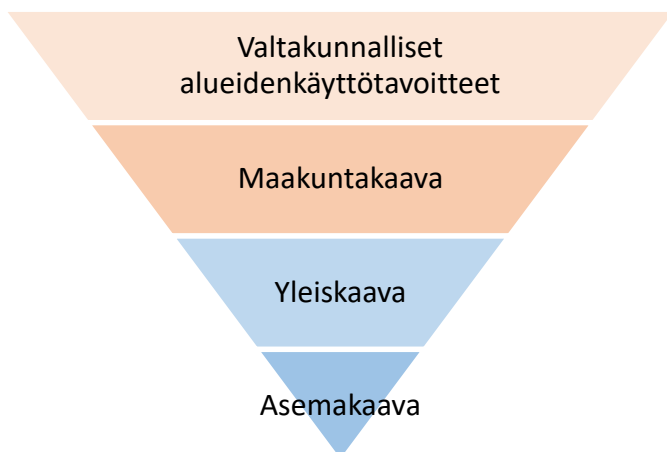 Valtakunnalliset
alueidenkäyttötavoitteet
Maakuntakaava
Yleiskaava
Asemakaava